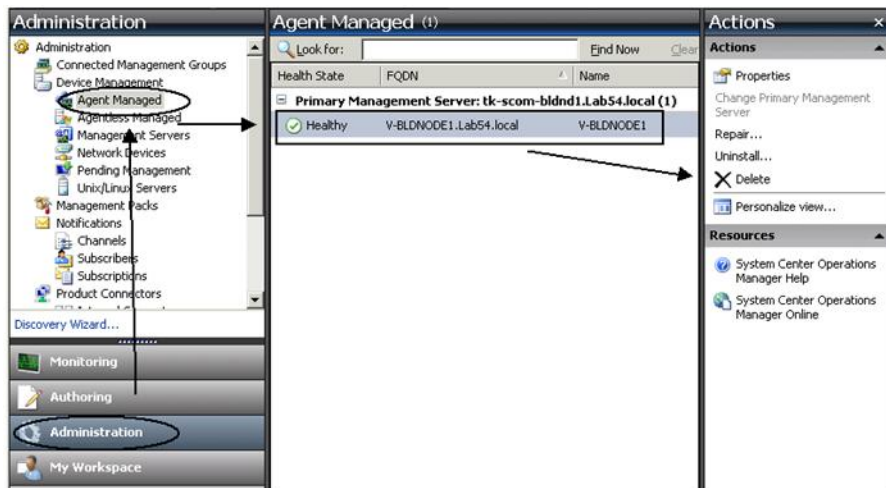 Administration
Administration
Connected Management Groups
Device Management
Agent Managed
Agentless Managed
Management Servers
Network Devices
Pending Management
Unix/Linux Servers
Management Packs
Notifications
Channels
Subscribers
Subscriptions
Product Connectors
Discovery Wizard...
Monitoring
Authoring
Administration
My Workspace
Agent Managed (1)
Look for:
Find Now
Clear
Health State FQDN Name
Primary Management Server: tk-scom-bldnd1.Lab54.local (1)
Healthy V-BLDNODE1.Lab54.local V-BLDNODE1
Actions
Actions
Properties
Change Primary Management
Server
Repair...
Uninstall...
Delete
Personalize view...
Resources
System Center Operations
Manager Help
System Center Operations
Manager Online